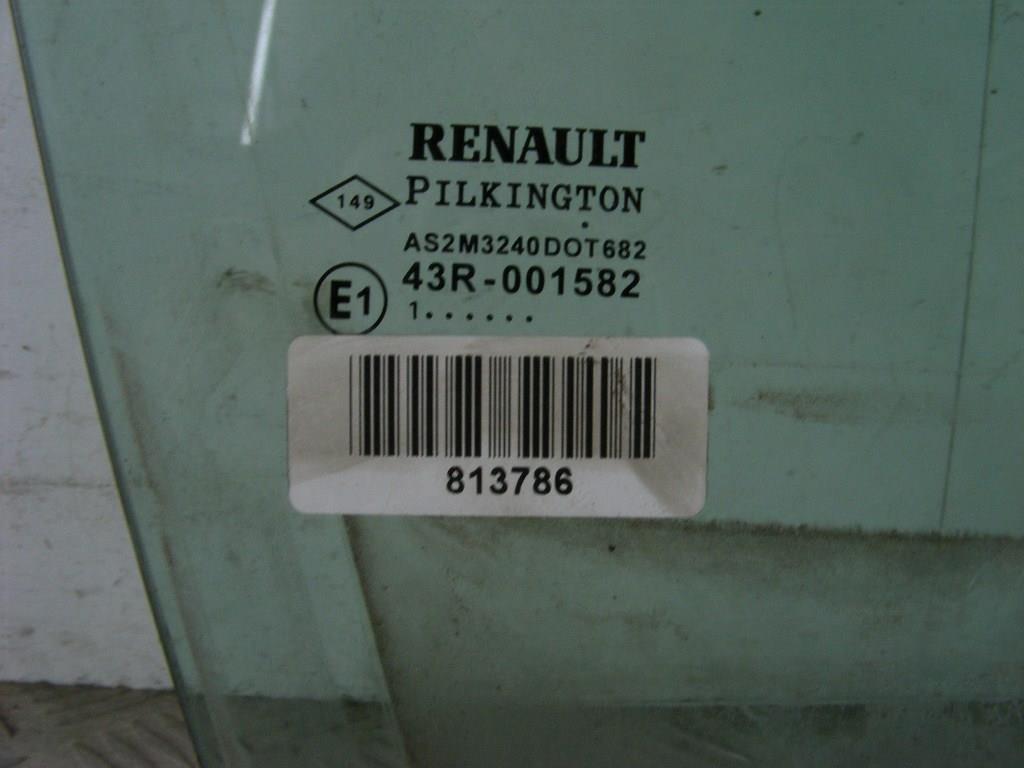 RENAULT
149 PILKINGTON
AS2M3240DOT682
E1 43R-001582
1......
813786